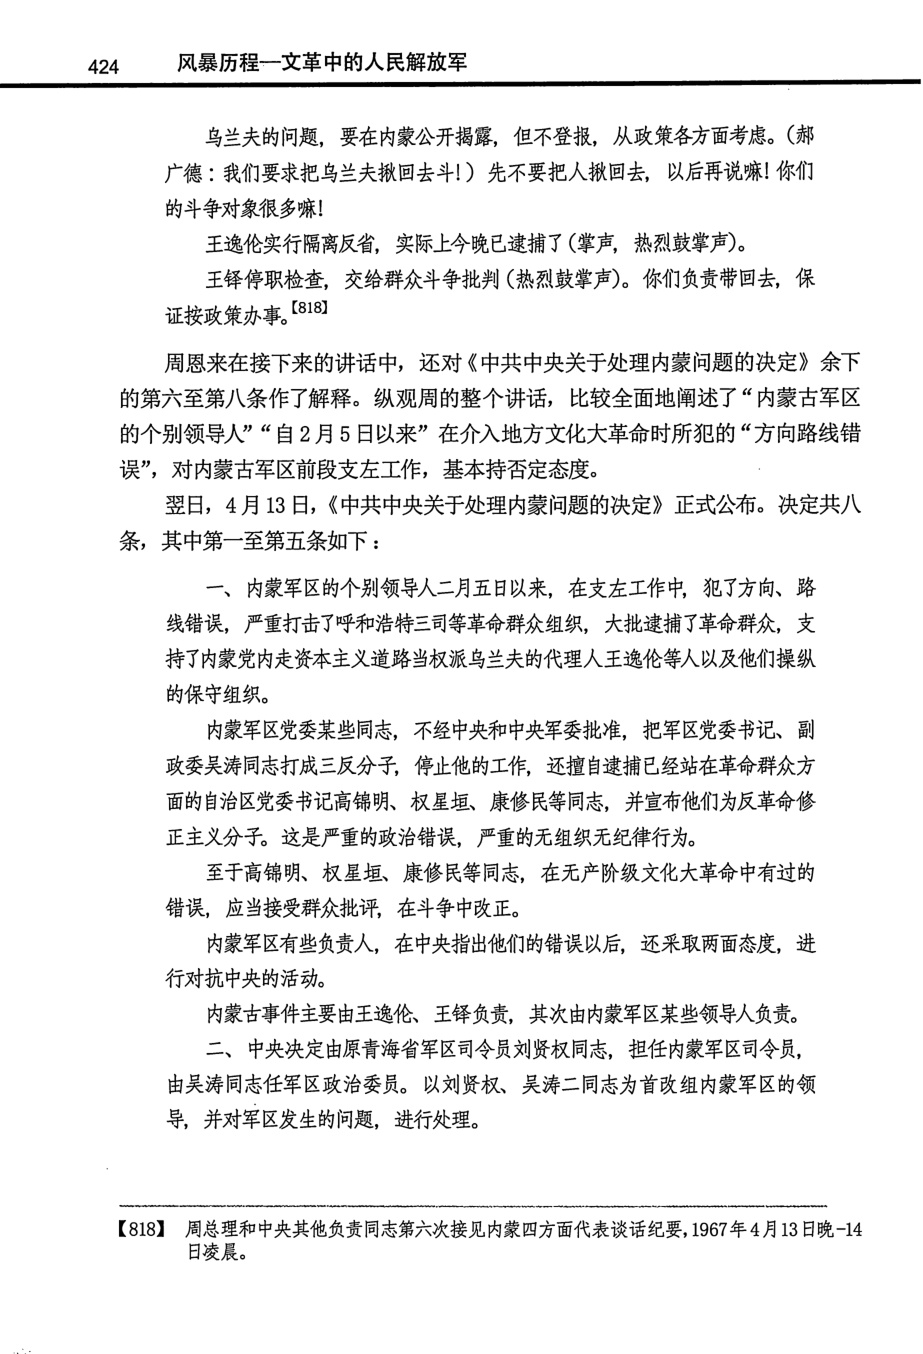 424 风暴历程—文革中的人民解放军
乌兰夫的问题，要在内蒙公开揭露，但不登报，从政策各方面考虑。（郝
广德：我们要求把乌兰夫揪回去斗！）先不要把人揪回去，以后再说嘛！你们
的斗争对象很多嘛！
王逸伦实行隔离反省，实际上今晚已逮捕了（掌声，热烈鼓掌声）。
王铎停职检查，交给群众斗争批判（热烈鼓掌声）。你们负责带回去，保
证按政策办事。【818】
周恩来在接下来的讲话中，还对《中共中央关于处理内蒙问题的决定》余下
的第六至第八条作了解释。纵观周的整个讲话，比较全面地阐述了“内蒙古军区
的个别领导人”“自2月5日以来”在介入地方文化大革命时所犯的“方向路线错
误”，对内蒙古军区前段支左工作，基本持否定态度。
翌日，4月13日，《中共中央关于处理内蒙问题的决定》正式公布。决定共八
条，其中第一至第五条如下：
一、内蒙军区的个别领导人二月五日以来，在支左工作中，犯了方向、路
线错误，严重打击了呼和浩特三司等革命群众组织，大批逮捕了革命群众，支
持了内蒙党内走资本主义道路当权派乌兰夫的代理人王逸伦等人以及他们操纵
的保守组织。
内蒙军区党委某些同志，不经中央和中央军委批准，把军区党委书记、副
政委吴涛同志打成三反分子，停止他的工作，还擅自逮捕已经站在革命群众方
面的自治区党委书记高锦明、权星垣、康修民等同志，并宣布他们为反革命修
正主义分子。这是严重的政治错误，严重的无组织无纪律行为。
至于高锦明、权星垣、康修民等同志，在无产阶级文化大革命中有过的
错误，应当接受群众批评，在斗争中改正。
内蒙军区有些负责人，在中央指出他们的错误以后，还采取两面态度，进
行对抗中央的活动。
内蒙古事件主要由王逸伦、王铎负责，其次由内蒙军区某些领导人负责。
二、中央决定由原青海省军区司令员刘贤权同志，担任内蒙军区司令员，
由吴涛同志任军区政治委员。以刘贤权、吴涛二同志为首改组内蒙军区的领
导，并对军区发生的问题，进行处理。
【818】 周总理和中央其他负责同志第六次接见内蒙四方面代表谈话纪要，1967年4月13日晚-14
日凌晨。